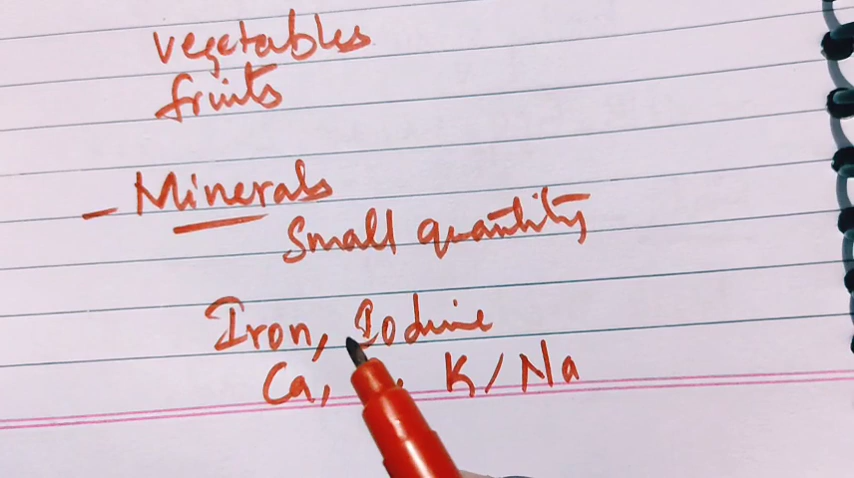 vegetables
fruits
- Minerals
Small quantity
Iron, Iodine
Ca, , K/Na